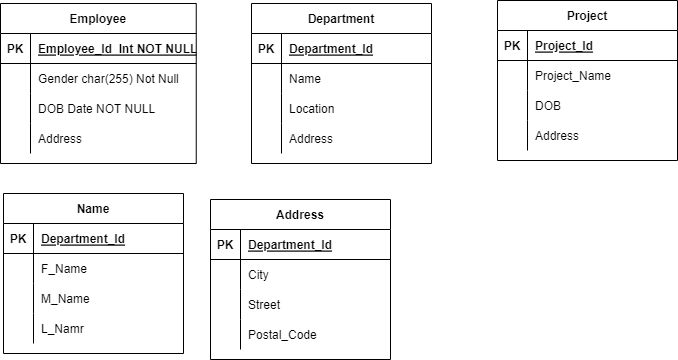 Employee
PK Employee_Id Int NOT NULL
Gender char(255) Not Null
DOB Date NOT NULL
Address
Department
PK Department_Id
Name
Location
Address
Project
PK Project_Id
Project_Name
DOB
Address
Name
PK Department_Id
F_Name
M_Name
L_Namr
Address
PK Department_Id
City
Street
Postal_Code